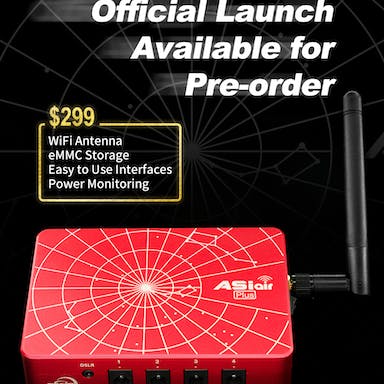 Official Launch
Available for
Pre-order
$299
WiFi Antenna
eMMC Storage
Easy to Use Interfaces
Power Monitoring
ASIair
Plus
DSLR
1
2
3
4